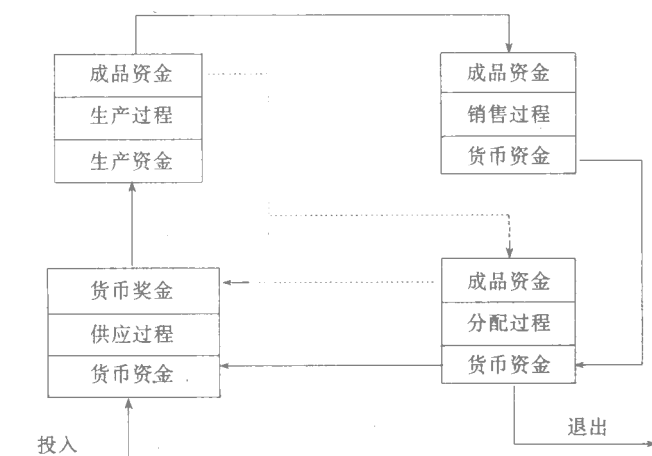 成品资金
生产过程
生产资金
成品资金
销售过程
货币资金
货币奖金
供应过程
货币资金
成品资金
分配过程
货币资金
投入
退出